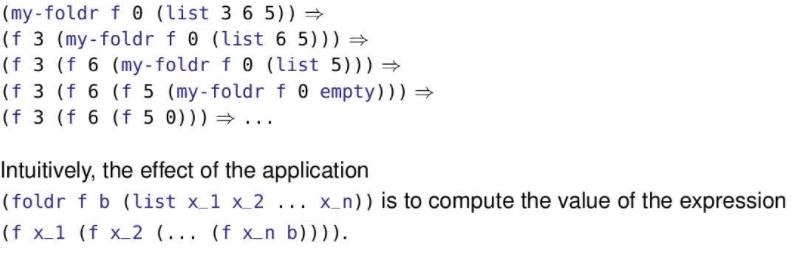 (my-foldr f 0 (list 3 6 5)) ⇒
(f 3 (my-foldr f 0 (list 6 5))) ⇒
(f 3 (f 6 (my-foldr f 0 (list 5))) ⇒
(f 3 (f 6 (f 5 (my-foldr f 0 empty))) ⇒
(f 3 (f 6 (f 5 0))) ⇒ ...
Intuitively, the effect of the application
(foldr f b (list x_1 x_2 ... x_n)) is to compute the value of the expression
(f x_1 (f x_2 (... (f x_n b)))).